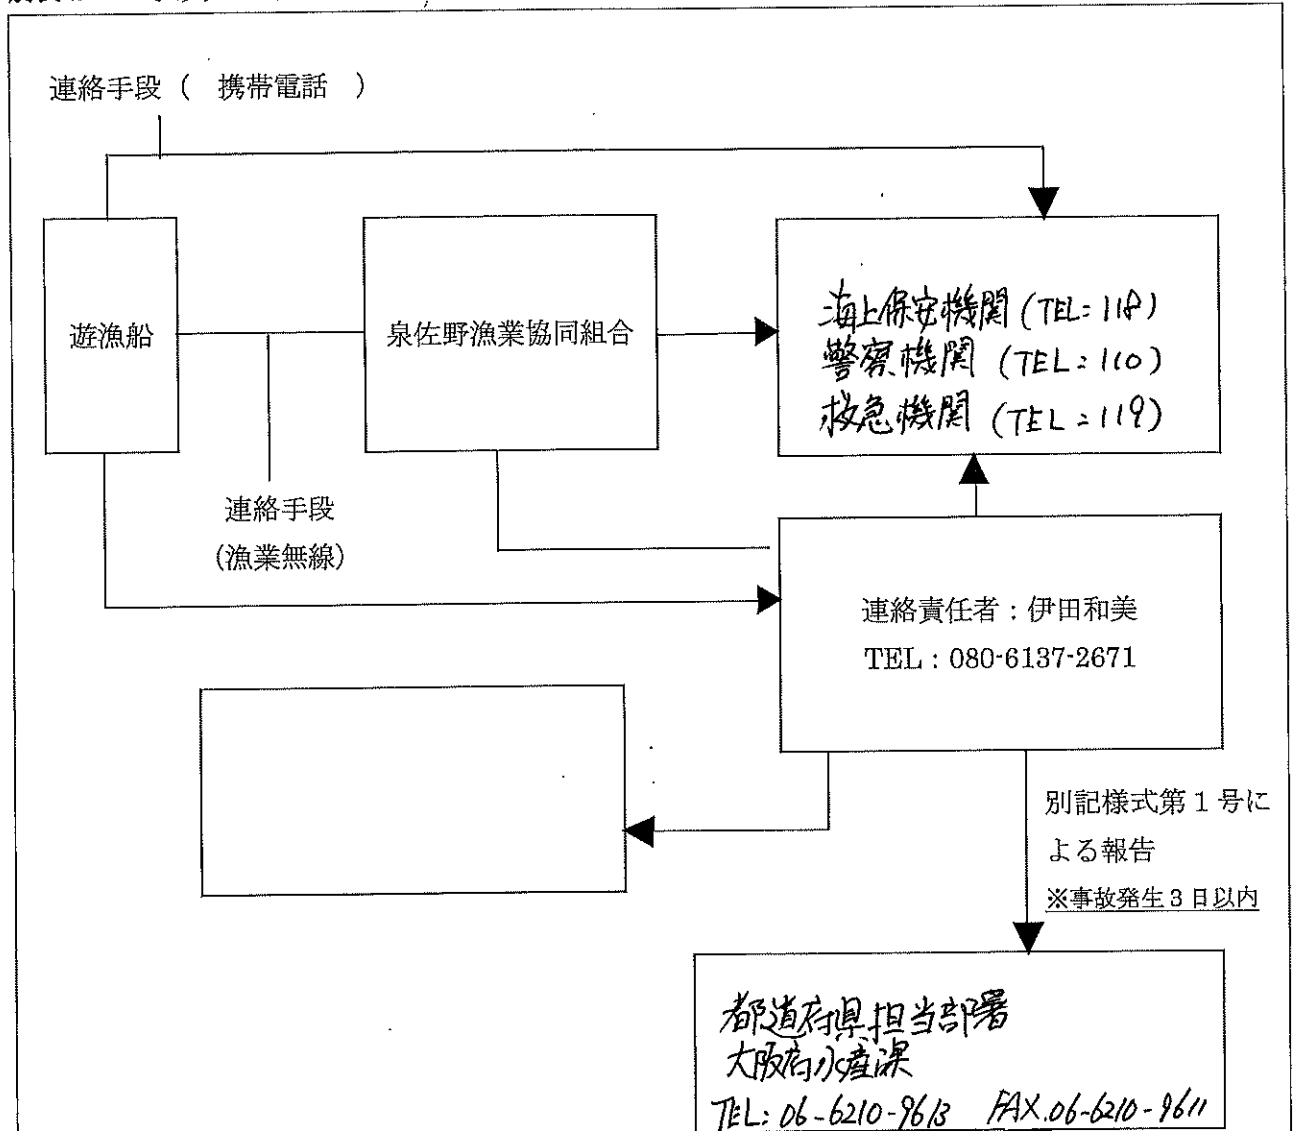 連絡手段（ 携帯電話 ）
遊漁船
泉佐野漁業協同組合
海上保安機関 (TEL:118)
警察機関 (TEL:110)
救急機関 (TEL:119)
連絡手段
(漁業無線)
連絡責任者：伊田和美
TEL：080-6137-2671
別記様式第１号に
よる報告
※事故発生３日以内
都道府県担当部署
大阪府水産課
TEL:06-6210-9613 FAX.06-6210-9611